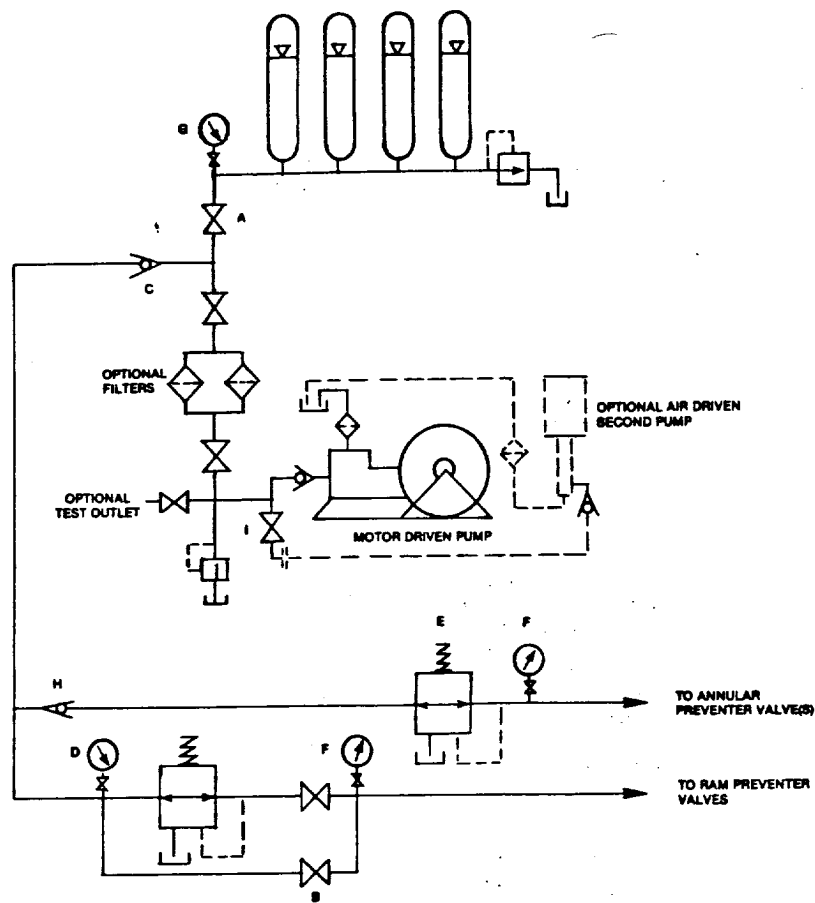 G
A
C
OPTIONAL
FILTERS
OPTIONAL AIR DRIVEN
SECOND PUMP
OPTIONAL
TEST OUTLET
I
MOTOR DRIVEN PUMP
E
F
H
TO ANNULAR
PREVENTER VALVE(S)
D
F
TO RAM PREVENTER
VALVES
B